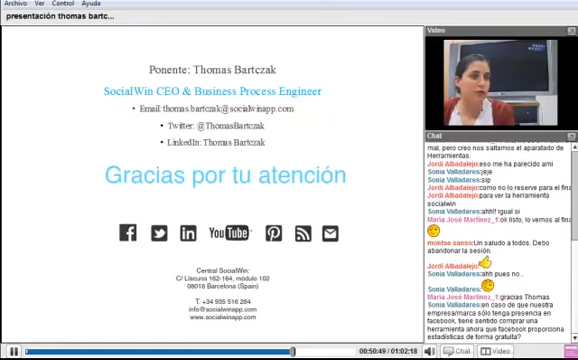 Archivo Ver Control Ayuda
presentación thomas bartc...
Ponente: Thomas Bartczak
SocialWin CEO & Business Process Engineer
• Email: thomas.bartczak@socialwinapp.com
• Twitter: @ThomasBartczak
• LinkedIn: Thomas Bartczak
Gracias por tu atención
You Tube
Central SocialWin:
C/ Llacuna 162-164, módulo 102
08018 Barcelona (Spain)
T. +34 935 516 284
info@socialwinapp.com
www.socialwinapp.com
Video
Chat
mal, pero creo nos saltamos el aparatado de
Herramientas.
Jordi Albadalejo:eso me ha parecido ami
Sonia Valladares:jeje
Sonia Valladares:sip
Jordi Albadalejo:como no lo reserve para el fina
para ver la herramienta
socialwin
Sonia Valladares:ahh!! igual si
Maria José Martínez_1:ok listo, lo vemos al fin
montse sanso:Un saludo a todos. Debo
abandonar la sesión.
Jordi Albadalejo:
Sonia Valladares:ahh pues no..
Sonia Valladares:
Maria José Martínez_1:gracias Thomas
Sonia Valladares:en caso de que nuestra
empresa/marca sólo tenga presencia en
facebook, tiene sentido comprar una
herramienta ahora que facebook proporciona
estadísticas de forma gratuita?
00:50:49 / 01:02:18
Chat
Video